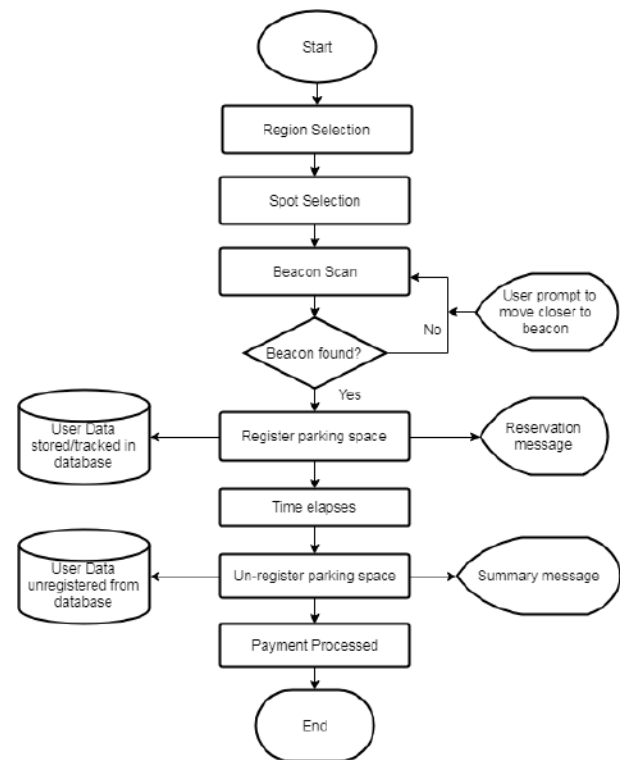 Start
Region Selection
Spot Selection
Beacon Scan
User prompt to
move closer to
beacon
No
Beacon found?
Yes
User Data
stored/tracked in
database
Register parking space
Reservation
message
Time elapses
User Data
unregistered from
database
Un-register parking space
Summary message
Payment Processed
End